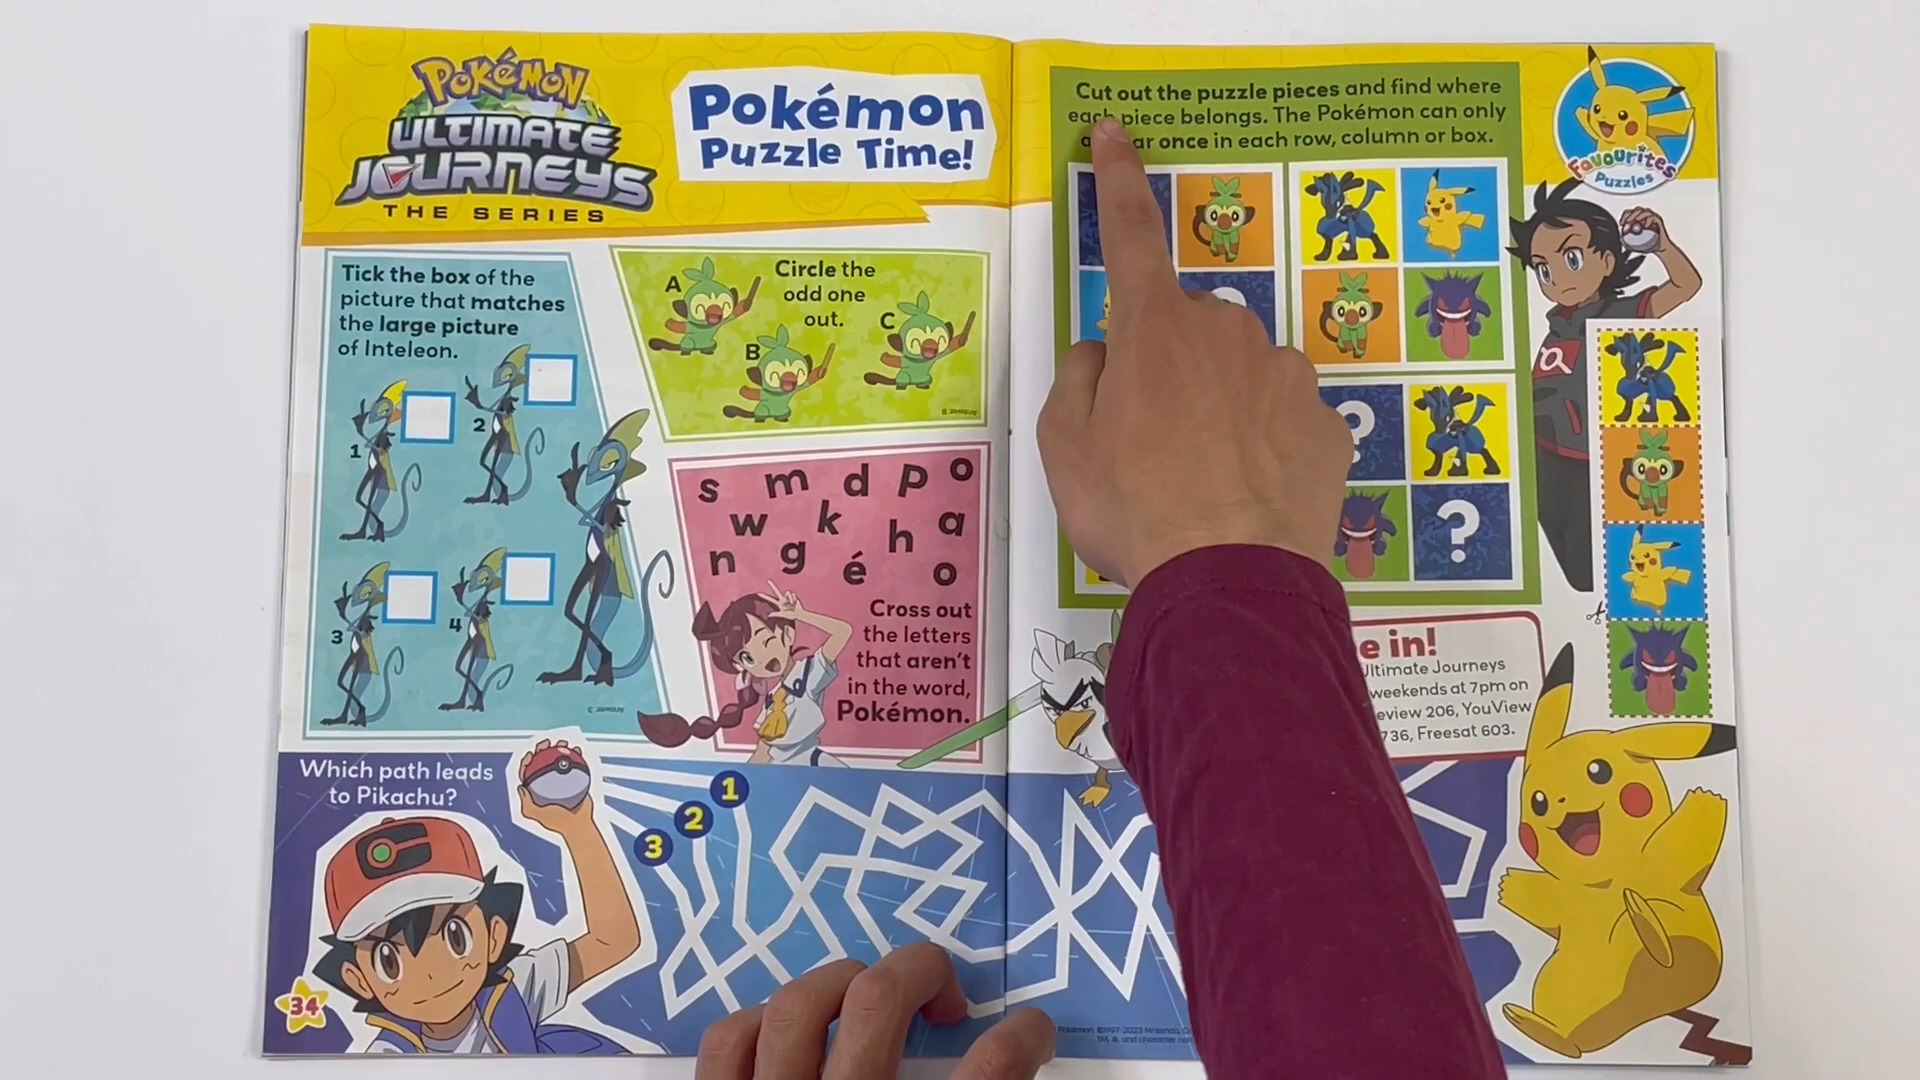 POKéMON
ULTIMATE
JOURNEYS
THE SERIES
Pokémon
Puzzle Time!
Tick the box of the
picture that matches
the large picture
of Inteleon.
1
2
3
4
A
B
C
Circle the
odd one
out.
s m d p o
w k h a
n g é o
Cross out
the letters
that aren't
in the word,
Pokémon.
Which path leads
to Pikachu?
1
2
3
34
Cut out the puzzle pieces and find where
each piece belongs. The Pokémon can only
once in each row, column or box.
Favourites
Puzzles
?
?
?
in!
Ultimate Journeys
weekends at 7pm on
206, YouView
736, Freesat 603.